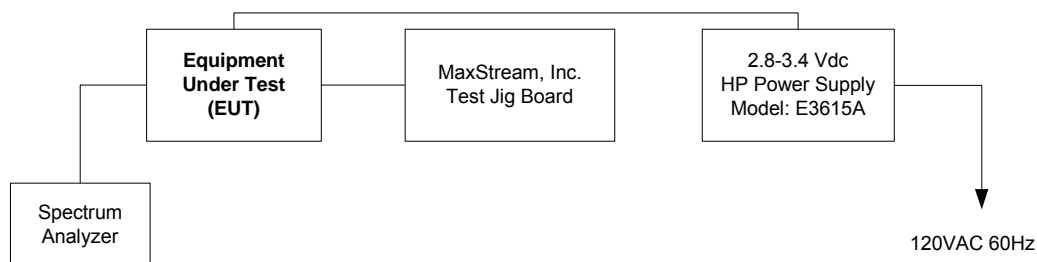 Equipment
Under Test
(EUT)
MaxStream, Inc.
Test Jig Board
2.8-3.4 Vdc
HP Power Supply
Model: E3615A
Spectrum
Analyzer
120VAC 60Hz